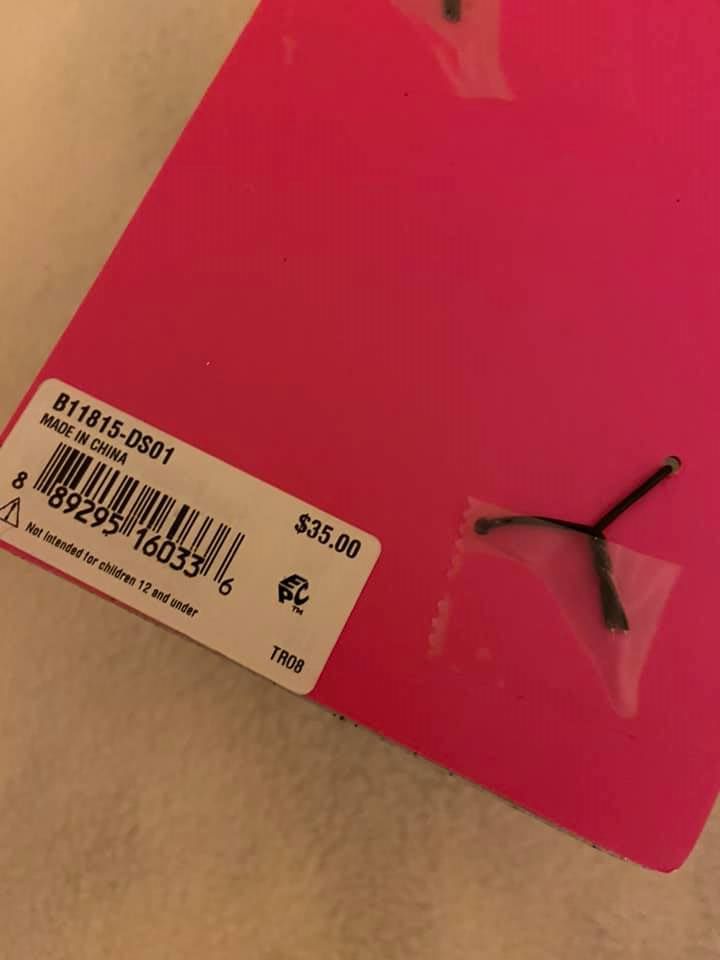 B11815-DS01
MADE IN CHINA
8 89295 16033 6
Not intended for children 12 and under
$35.00
EPC™
TR08